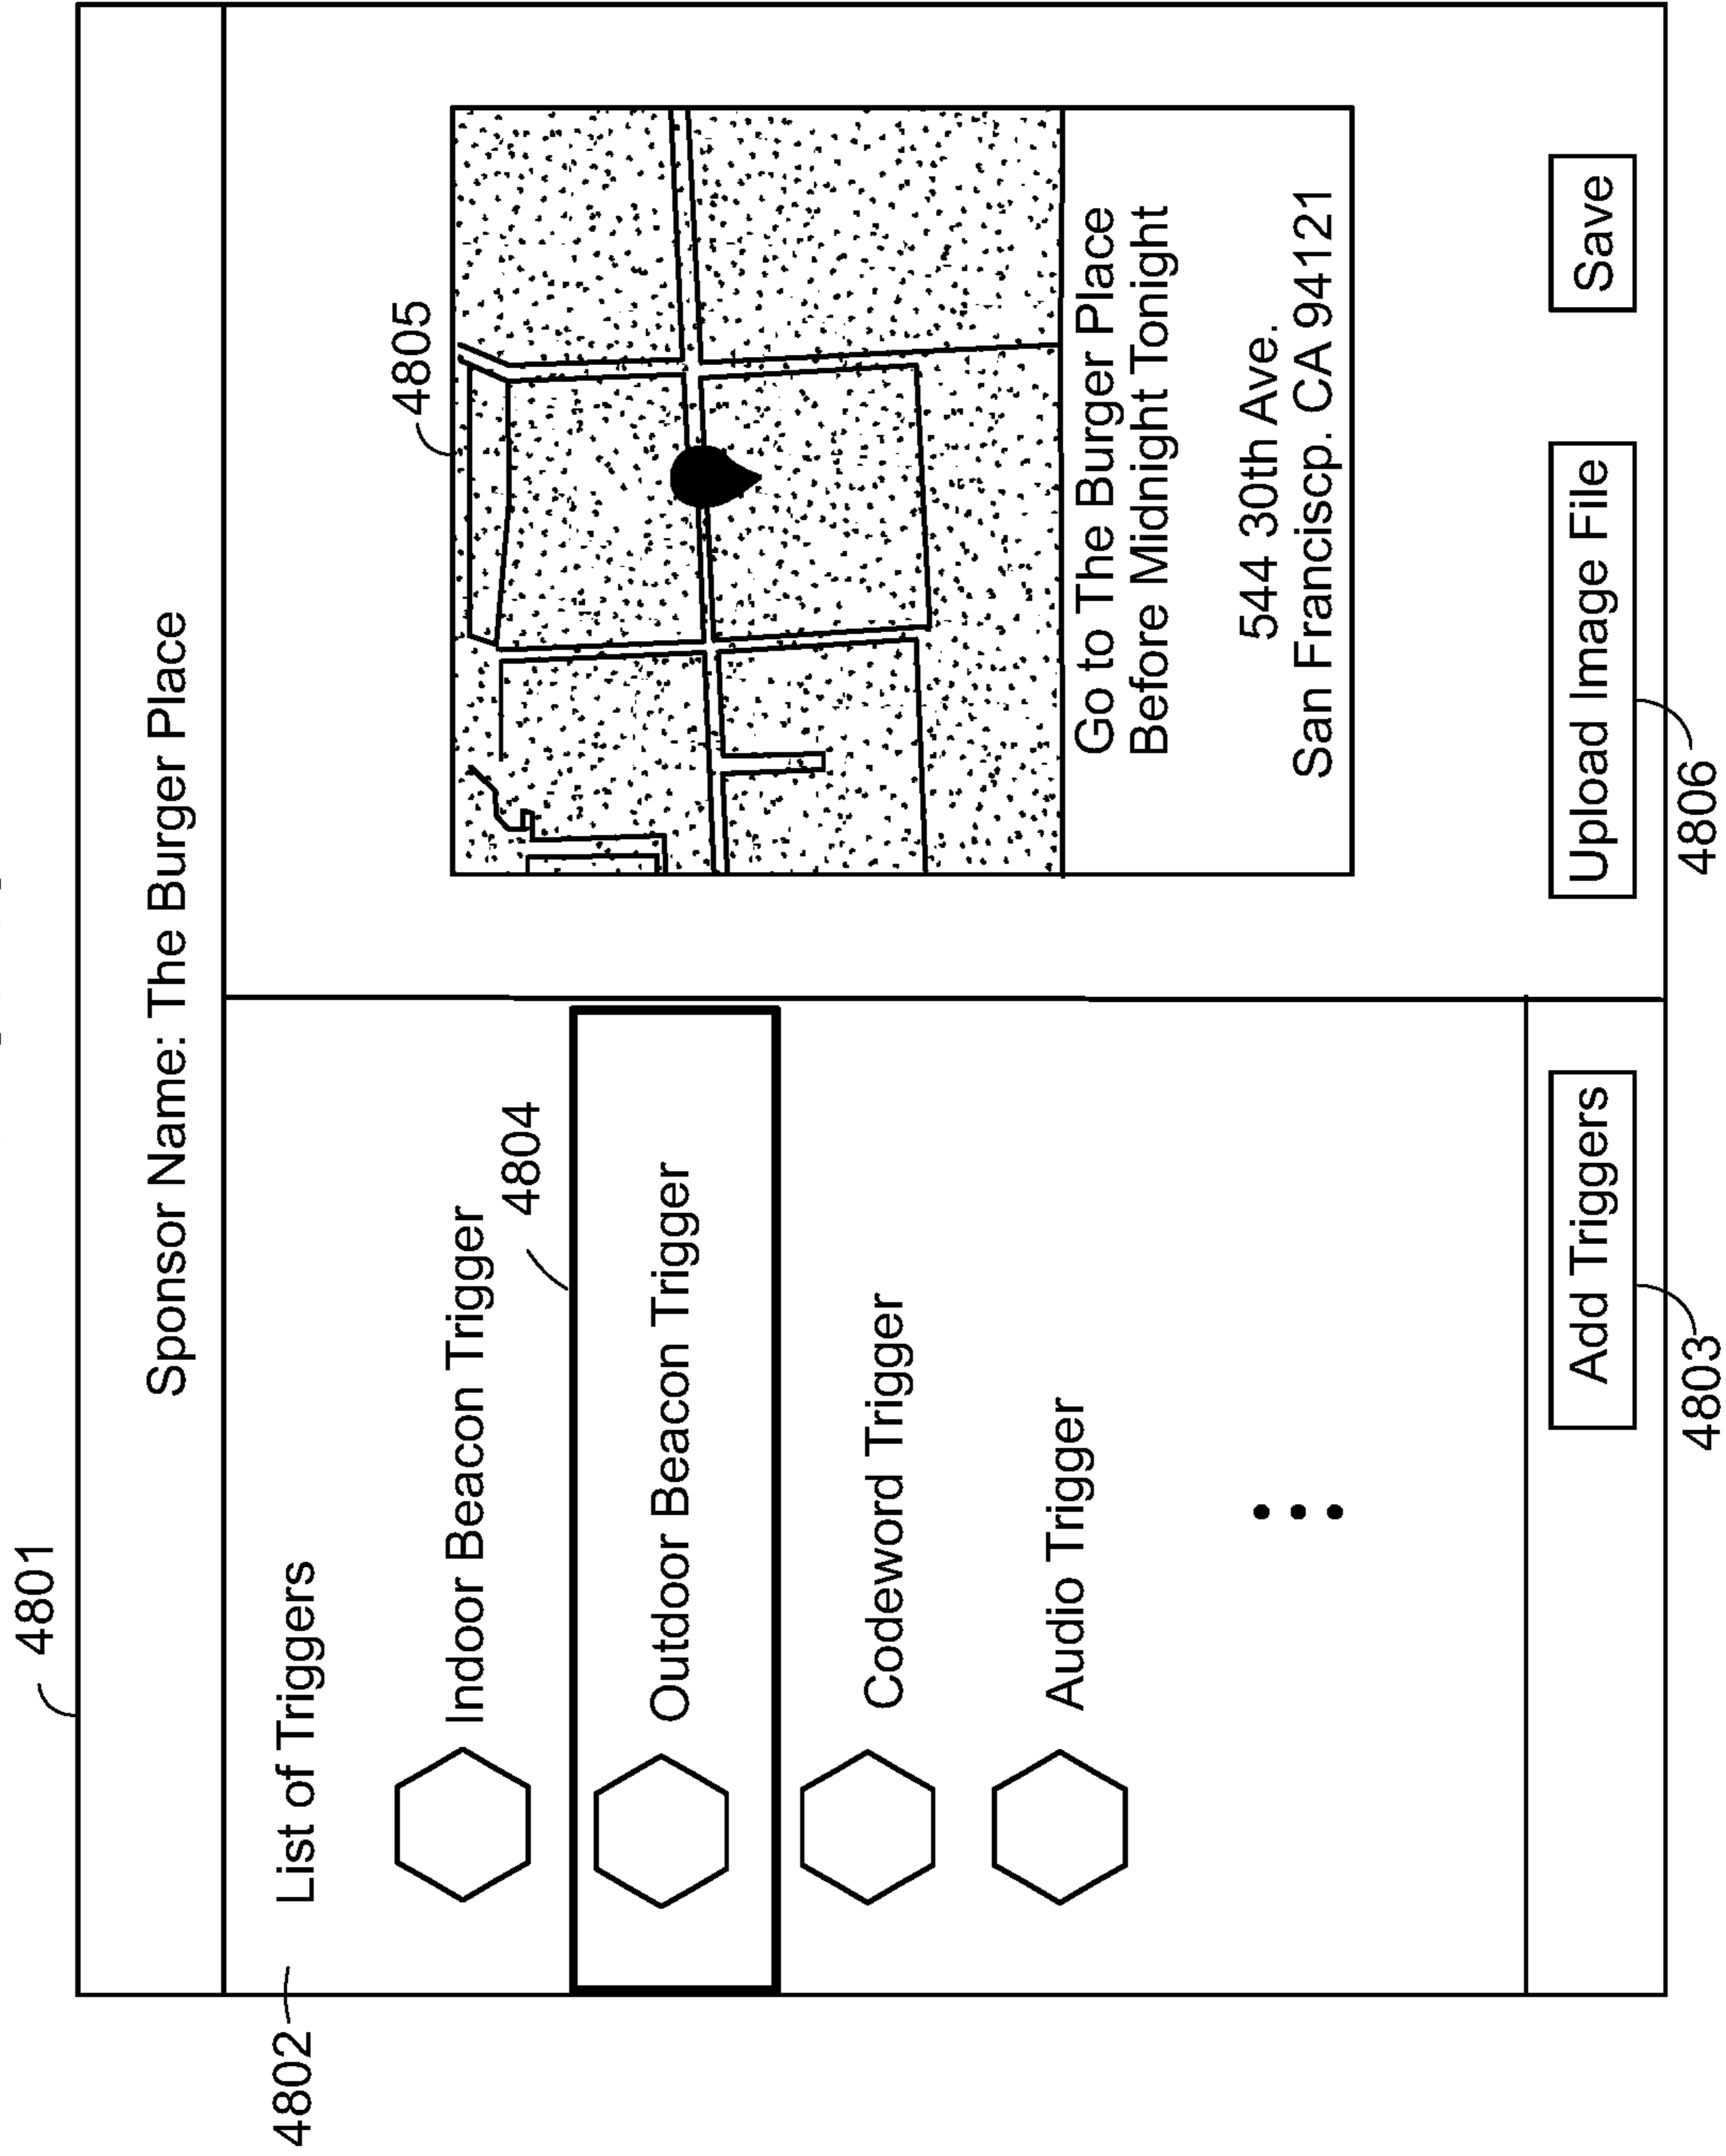 4801
Sponsor Name: The Burger Place
4802
List of Triggers
Indoor Beacon Trigger
4804
Outdoor Beacon Trigger
Codeword Trigger
Audio Trigger
Add Triggers
4803
4805
Go to The Burger Place
Before Midnight Tonight
544 30th Ave.
San Franciscp. CA 94121
Upload Image File
Save
4806